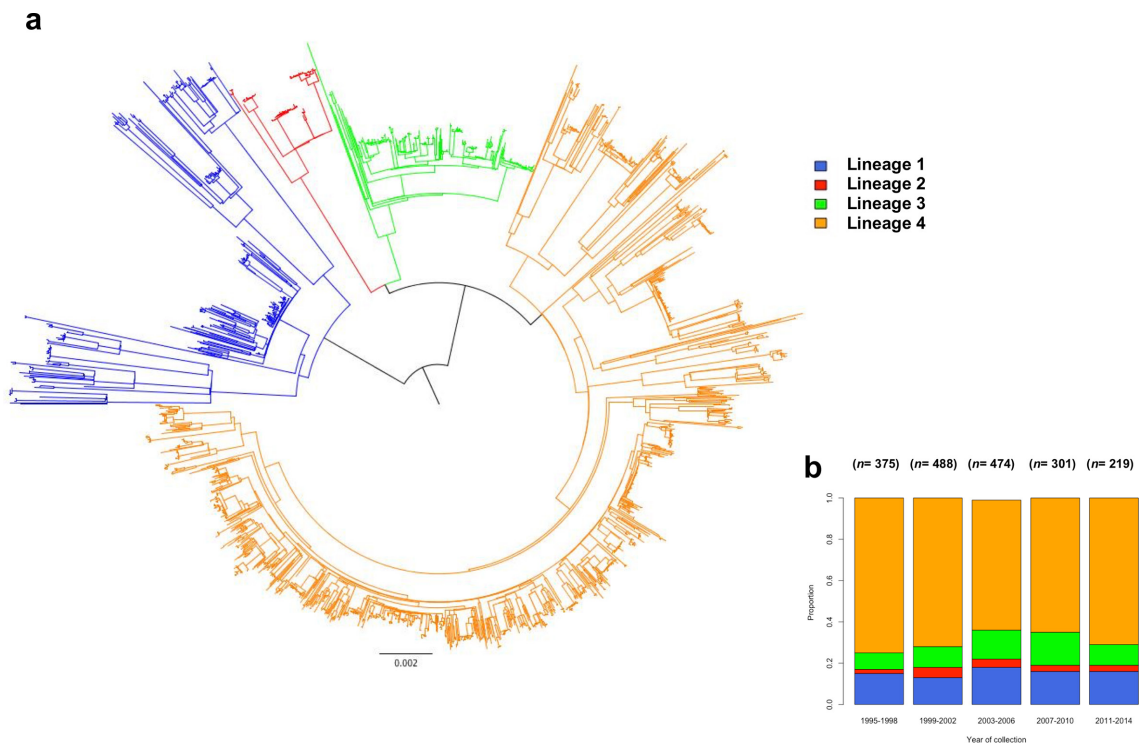 a
Lineage 1
Lineage 2
Lineage 3
Lineage 4
0.002
b
(n= 375) (n= 488) (n= 474) (n= 301) (n= 219)
1.0
0.8
0.6
0.4
0.2
0.0
Proportion
1995-1998 1999-2002 2003-2006 2007-2010 2011-2014
Year of collection